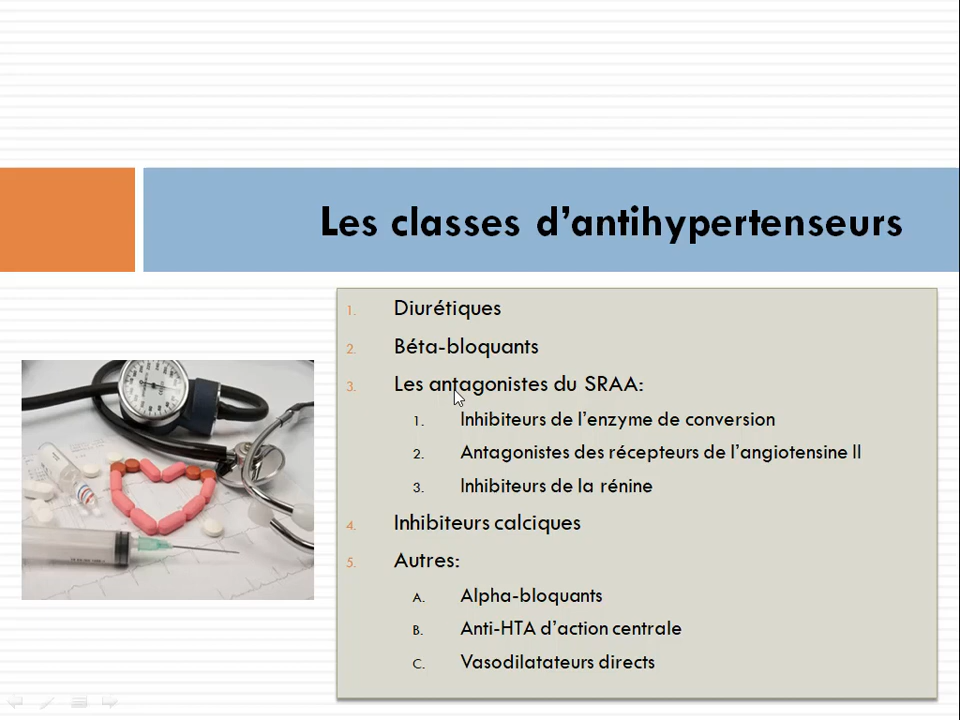 Les classes d’antihypertenseurs
1. Diurétiques
2. Béta-bloquants
3. Les antagonistes du SRAA:
1. Inhibiteurs de l’enzyme de conversion
2. Antagonistes des récepteurs de l’angiotensine II
3. Inhibiteurs de la rénine
4. Inhibiteurs calciques
5. Autres:
A. Alpha-bloquants
B. Anti-HTA d’action centrale
C. Vasodilatateurs directs